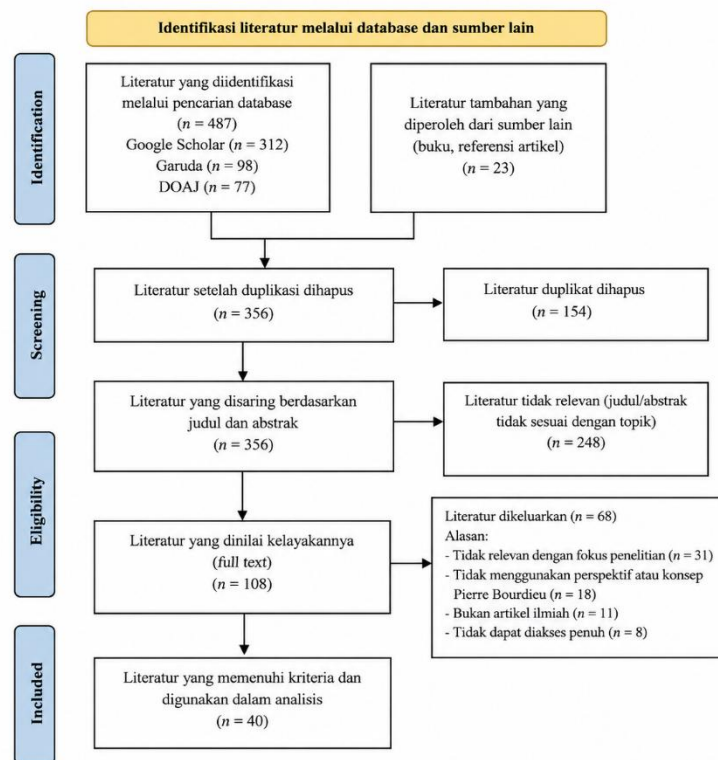 Identifikasi literatur melalui database dan sumber lain
Identification
Literatur yang diidentifikasi
melalui pencarian database
(n = 487)
Google Scholar (n = 312)
Garuda (n = 98)
DOAJ (n = 77)
Literatur tambahan yang
diperoleh dari sumber lain
(buku, referensi artikel)
(n = 23)
Screening
Literatur setelah duplikasi dihapus
(n = 356)
Literatur duplikat dihapus
(n = 154)
Literatur yang disaring berdasarkan
judul dan abstrak
(n = 356)
Literatur tidak relevan (judul/abstrak
tidak sesuai dengan topik)
(n = 248)
Eligibility
Literatur yang dinilai kelayakannya
(full text)
(n = 108)
Literatur dikeluarkan (n = 68)
Alasan:
- Tidak relevan dengan fokus penelitian (n = 31)
- Tidak menggunakan perspektif atau konsep
Pierre Bourdieu (n = 18)
- Bukan artikel ilmiah (n = 11)
- Tidak dapat diakses penuh (n = 8)
Included
Literatur yang memenuhi kriteria dan
digunakan dalam analisis
(n = 40)